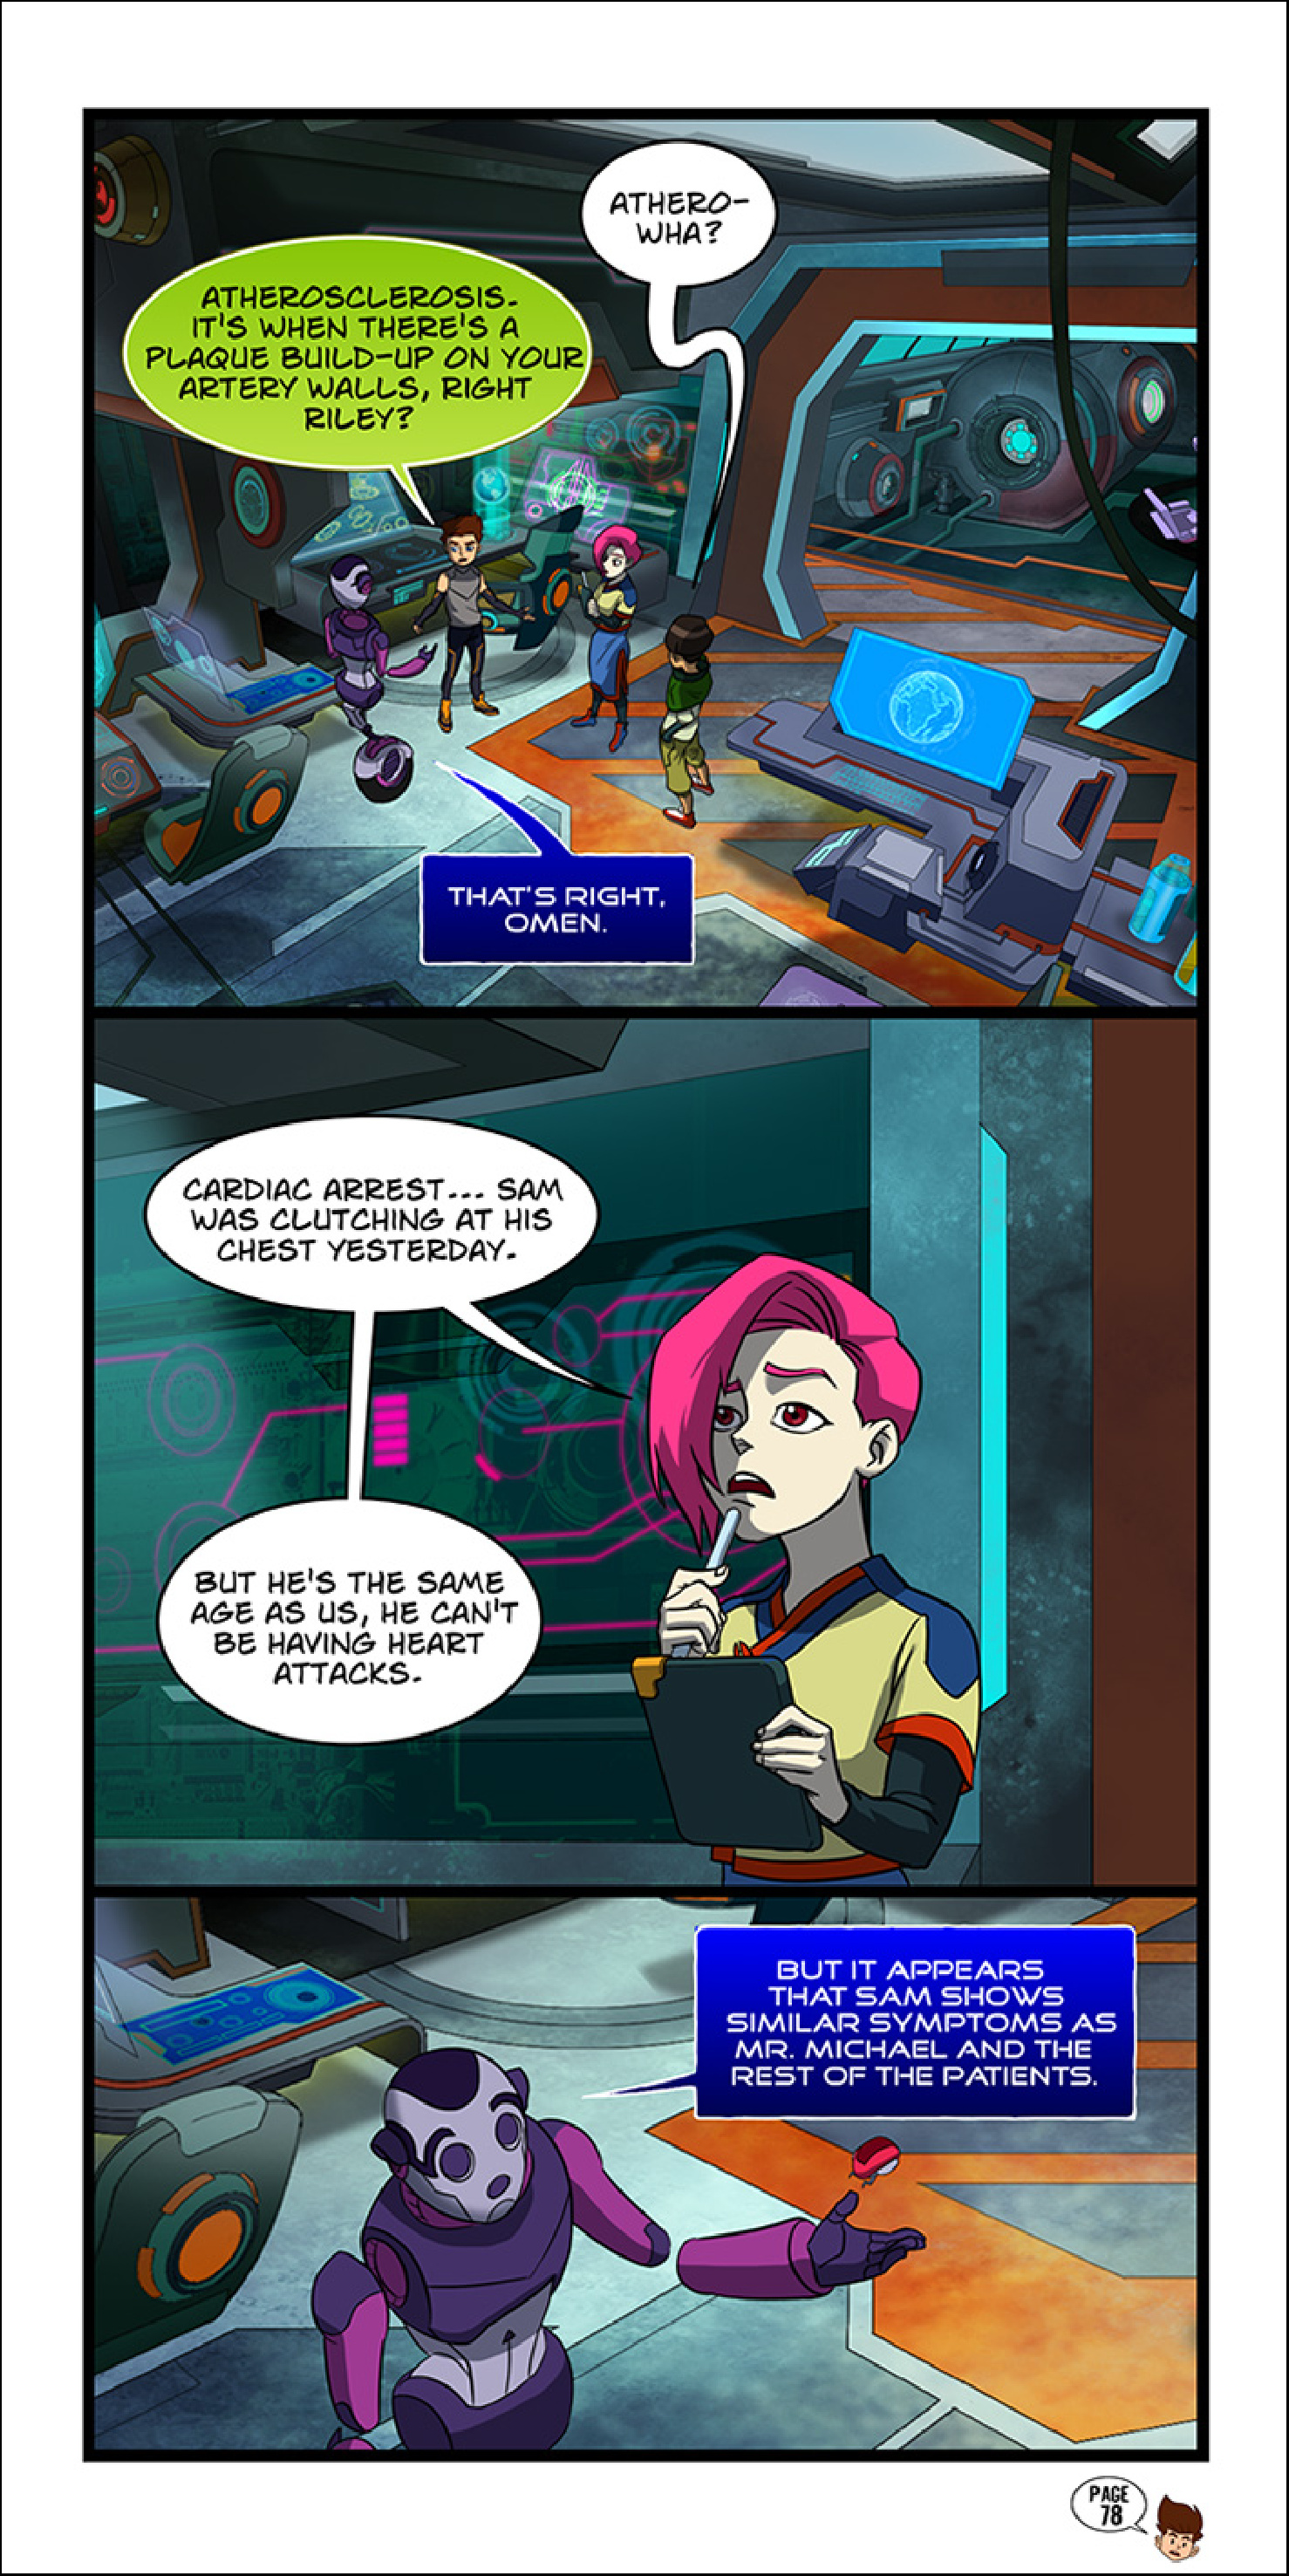 ATHERO-
WHA?
ATHEROSCLEROSIS.
IT'S WHEN THERE'S A
PLAQUE BUILD-UP ON YOUR
ARTERY WALLS, RIGHT
RILEY?
THAT'S RIGHT,
OMEN.
CARDIAC ARREST... SAM
WAS CLUTCHING AT HIS
CHEST YESTERDAY.
BUT HE'S THE SAME
AGE AS US, HE CAN'T
BE HAVING HEART
ATTACKS.
BUT IT APPEARS
THAT SAM SHOWS
SIMILAR SYMPTOMS AS
MR. MICHAEL AND THE
REST OF THE PATIENTS.
PAGE
78